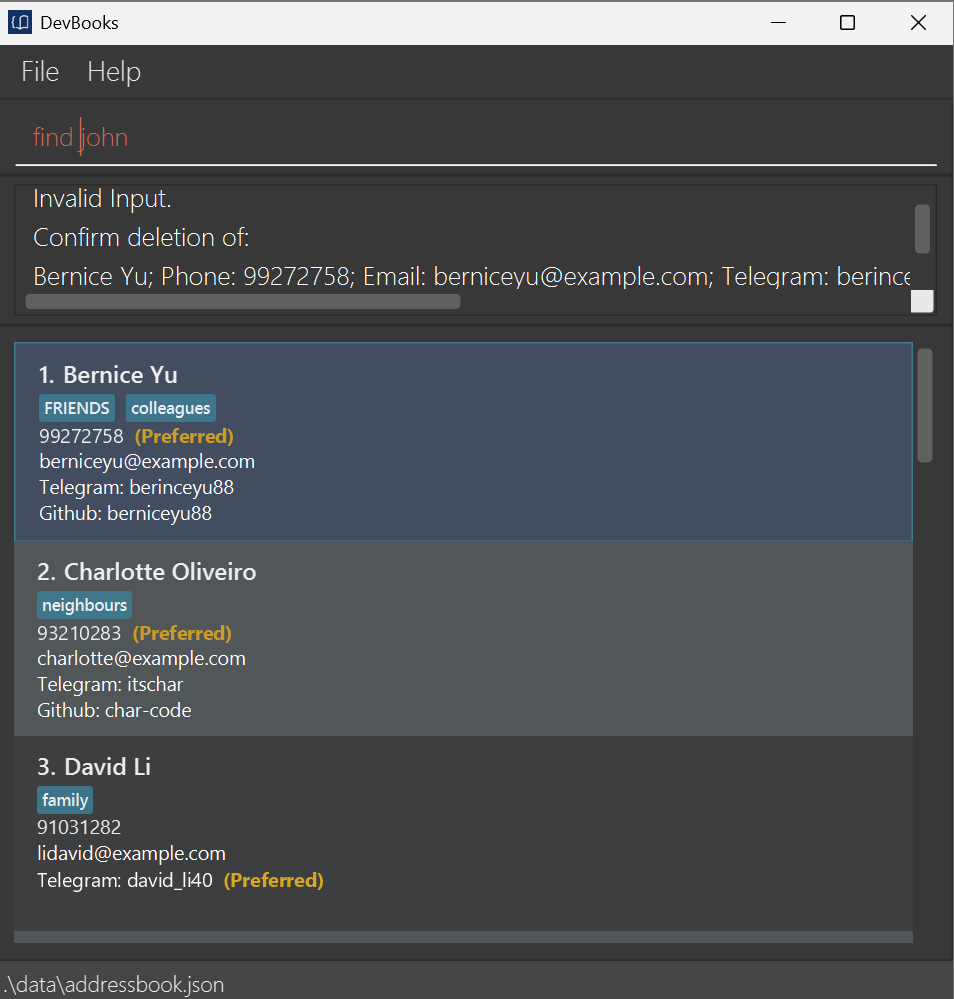 DevBooks
File Help
find john
Invalid Input.
Confirm deletion of:
Bernice Yu; Phone: 99272758; Email: berniceyu@example.com; Telegram: berince
1. Bernice Yu
FRIENDS colleagues
99272758 (Preferred)
berniceyu@example.com
Telegram: berinceyu88
Github: berniceyu88
2. Charlotte Oliveiro
neighbours
93210283 (Preferred)
charlotte@example.com
Telegram: itschar
Github: char-code
3. David Li
family
91031282
lidavid@example.com
Telegram: david_li40 (Preferred)
.\data\addressbook.json